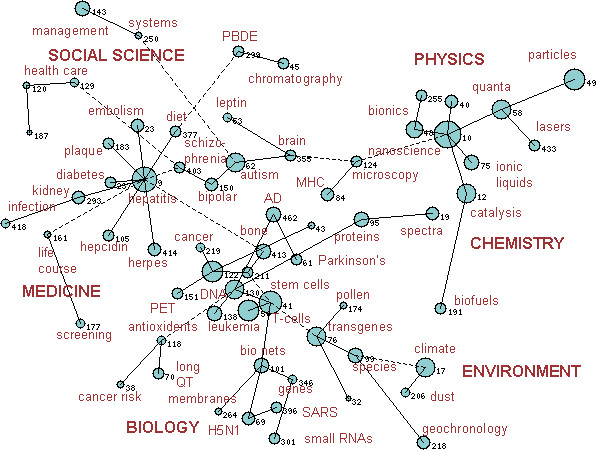 143
systems
management
250
SOCIAL SCIENCE
PBDE
299
45
chromatography
PHYSICS
particles
49
health care
120
129
187
embolism
23
diet
377
leptin
63
quanta
58
255
40
bionics
48
10
lasers
433
plaque
183
schizo-
phrenia
403
brain
355
nanoscience
124
microscopy
75
ionic
liquids
diabetes
237
9
hepatitis
150
bipolar
62
autism
MHC
84
12
catalysis
kidney
293
infection
418
161
life
course
hepcidin
105
414
herpes
AD
462
43
95
proteins
19
spectra
CHEMISTRY
bone
413
61
Parkinson's
cancer
219
122
211
stem cells
MEDICINE
PET
151
DNA
130
138
leukemia
41
T-cells
pollen
174
biofuels
191
177
screening
antioxidents
118
transgenes
76
99
species
climate
17
ENVIRONMENT
206
dust
38
cancer risk
70
long
QT
bio nets
101
346
genes
32
membranes
264
69
H5N1
396
SARS
301
small RNAs
BIOLOGY
geochronology
218